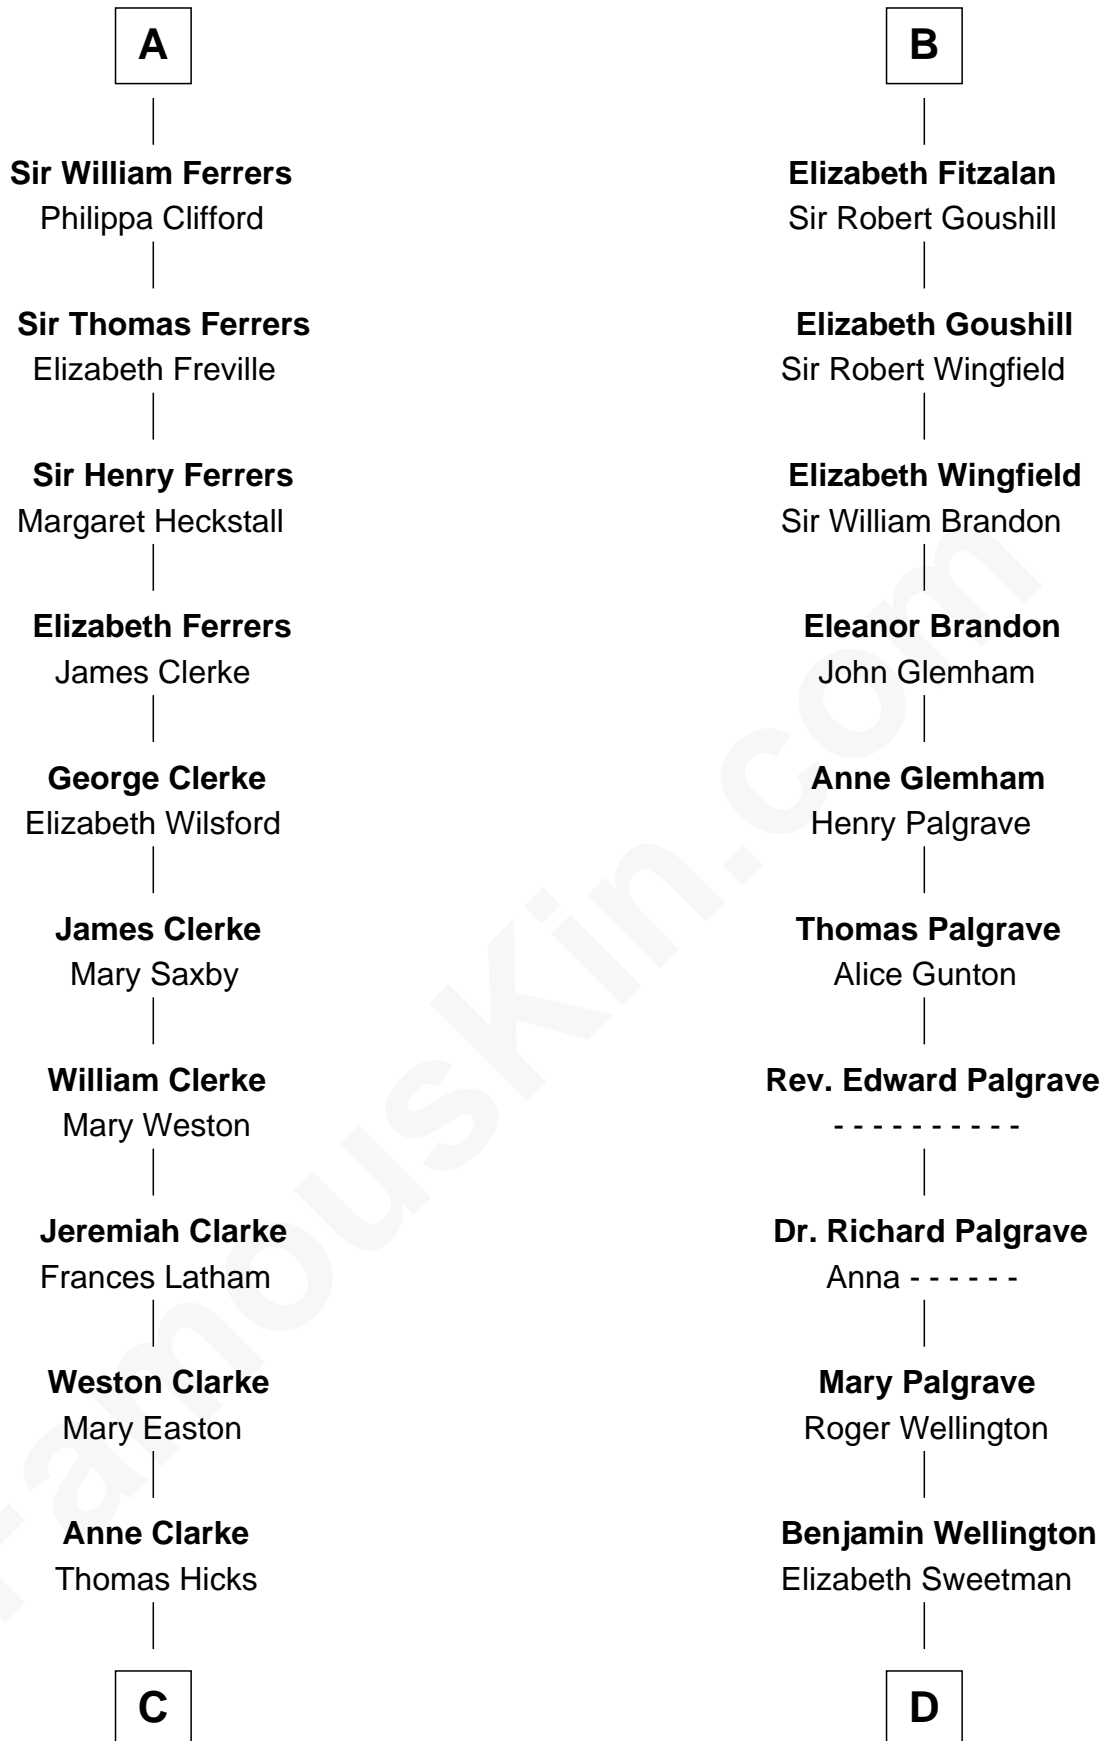 A
Sir William Ferrers
Philippa Clifford
Sir Thomas Ferrers
Elizabeth Freville
Sir Henry Ferrers
Margaret Heckstall
Elizabeth Ferrers
James Clerke
George Clerke
Elizabeth Wilsford
James Clerke
Mary Saxby
William Clerke
Mary Weston
Jeremiah Clarke
Frances Latham
Weston Clarke
Mary Easton
Anne Clarke
Thomas Hicks
C
B
Elizabeth Fitzalan
Sir Robert Goushill
Elizabeth Goushill
Sir Robert Wingfield
Elizabeth Wingfield
Sir William Brandon
Eleanor Brandon
John Glemham
Anne Glemham
Henry Palgrave
Thomas Palgrave
Alice Gunton
Rev. Edward Palgrave
- - - - - - - - - -
Dr. Richard Palgrave
Anna - - - - - -
Mary Palgrave
Roger Wellington
Benjamin Wellington
Elizabeth Sweetman
D
FamousKin.com